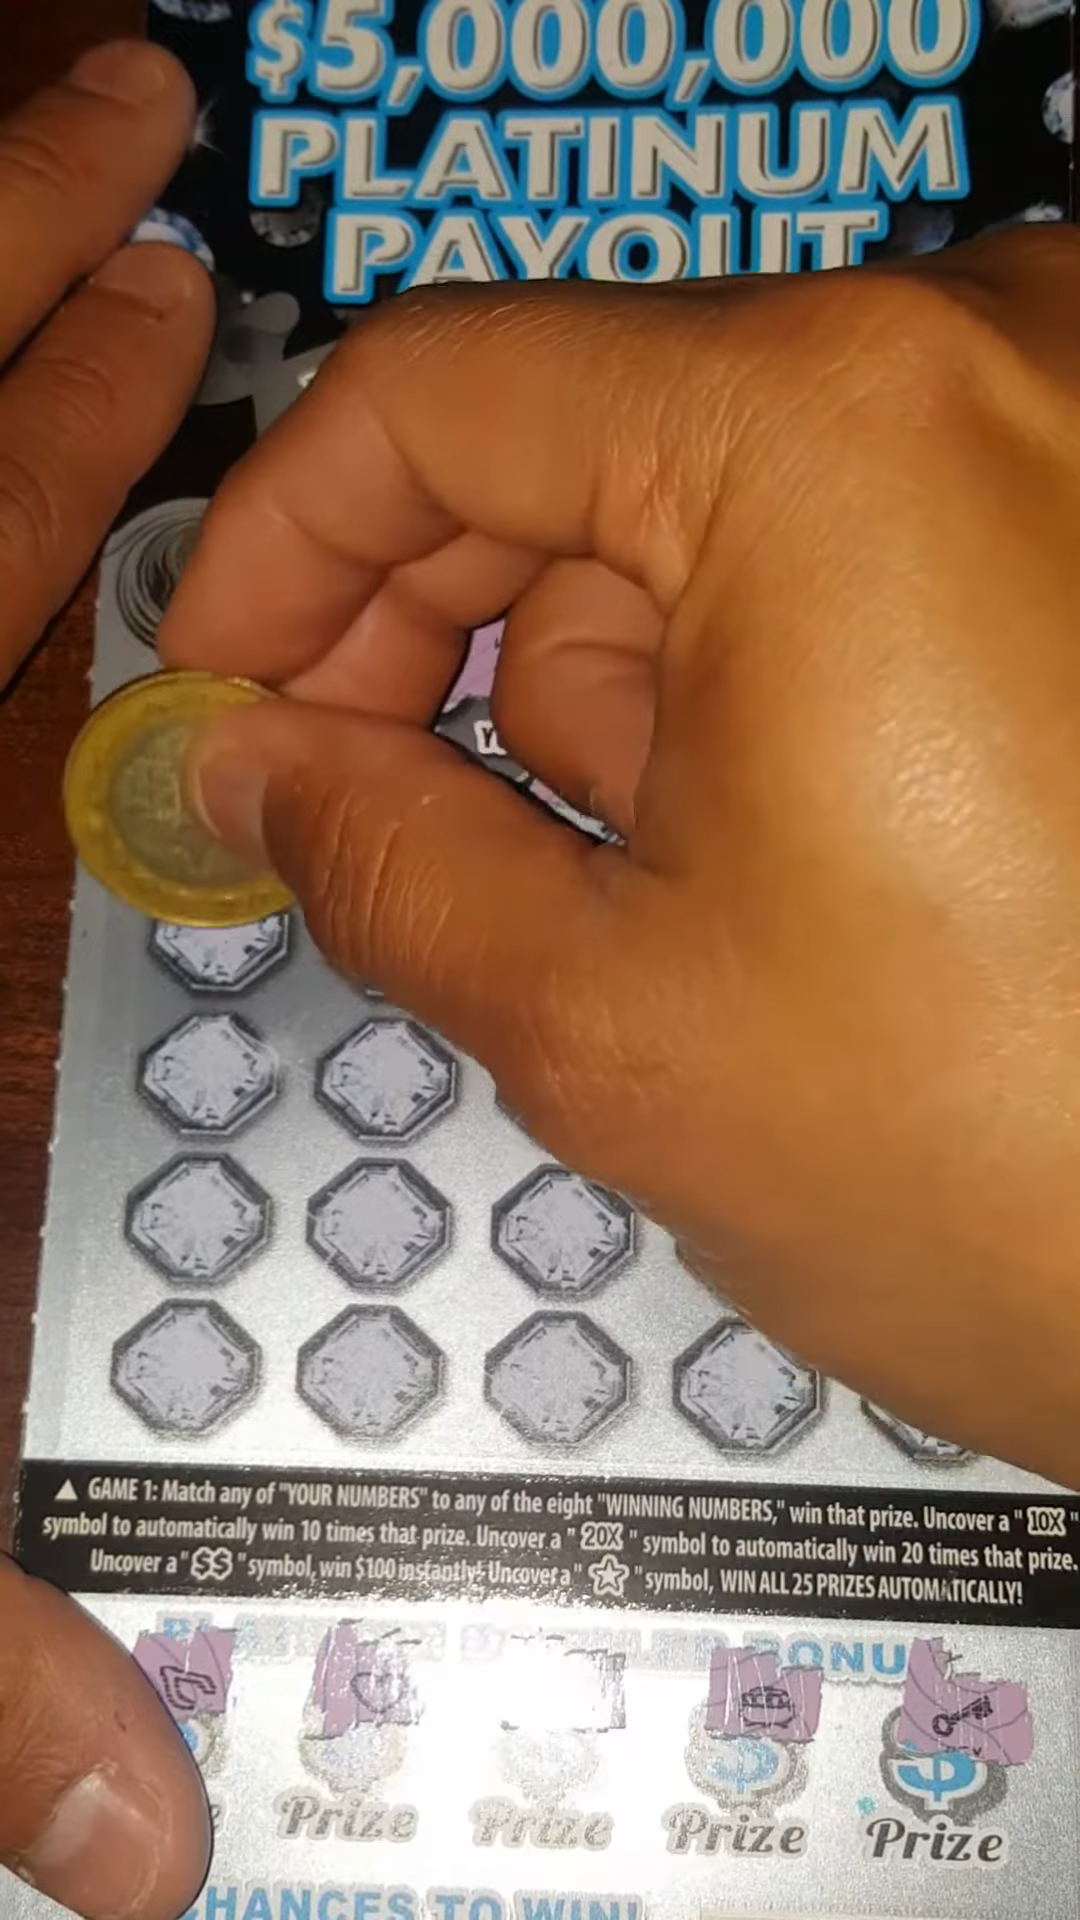 $5,000,000
PLATINUM
PAYOUT
▲ GAME 1: Match any of "YOUR NUMBERS" to any of the eight "WINNING NUMBERS," win that prize. Uncover a "10X"
symbol to automatically win 10 times that prize. Uncover a "20X" symbol to automatically win 20 times that prize.
Uncover a "$$" symbol, win $100 instantly! Uncover a "☆" symbol, WIN ALL 25 PRIZES AUTOMATICALLY!
BONU
Prize Prize Prize Prize
CHANCES TO WIN!